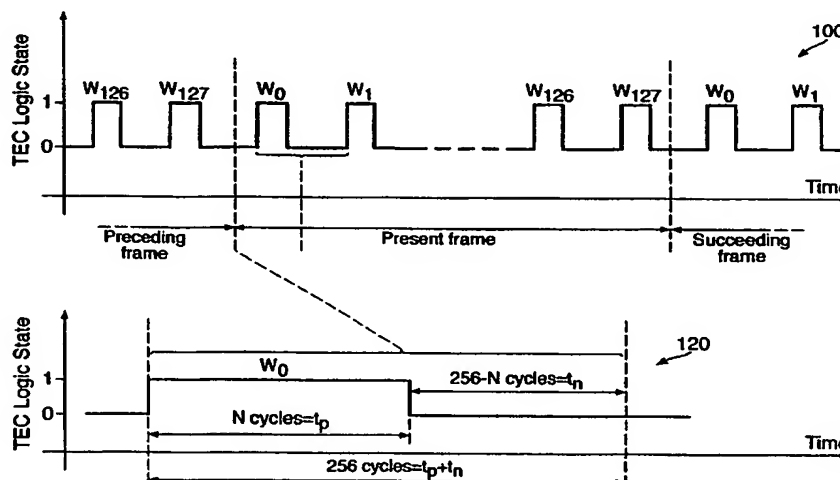 100
TEC Logic State
1
0
W126 W127 W0 W1 W126 W127 W0 W1
Time
Preceding frame
Present frame
Succeeding frame
120
TEC Logic State
1
0
W0
256-N cycles=tn
N cycles=tp
Time
256 cycles=tp+tn